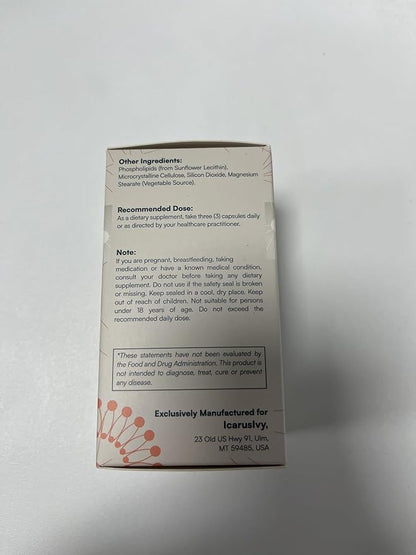 Other Ingredients:
Phospholipids (from Sunflower Lecithin),
Microcrystalline Cellulose, Silicon Dioxide, Magnesium
Stearate (Vegetable Source).
Recommended Dose:
As a dietary supplement, take three (3) capsules daily
or as directed by your healthcare practitioner.
Note:
If you are pregnant, breastfeeding, taking
medication or have a known medical condition,
consult your doctor before taking any dietary
supplement. Do not use if the safety seal is broken
or missing. Keep sealed in a cool, dry place. Keep
out of reach of children. Not suitable for persons
under 18 years of age. Do not exceed the
recommended daily dose.
*These statements have not been evaluated by
the Food and Drug Administration. This product is
not intended to diagnose, treat, cure or prevent
any disease.
Exclusively Manufactured for
IcarusIvy,
23 Old US Hwy 91, Ulm,
MT 59485, USA